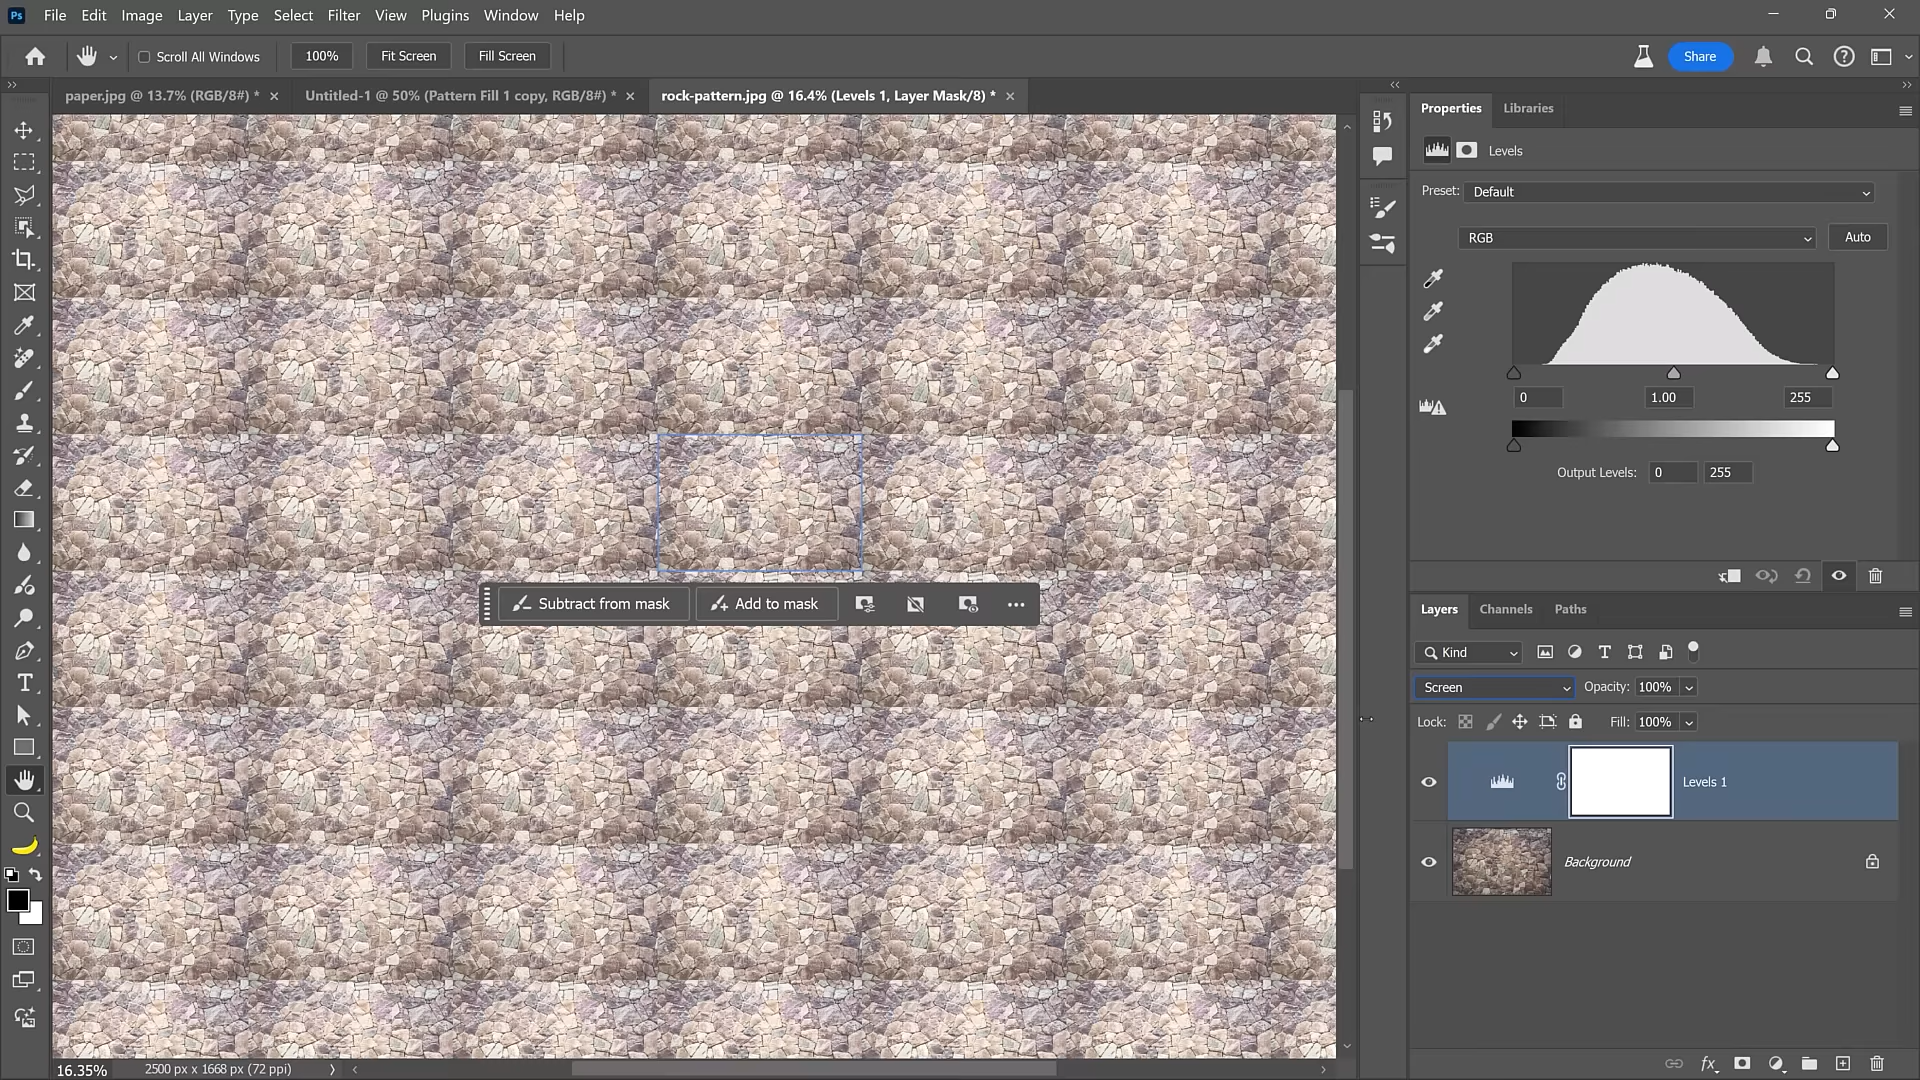 Ps File Edit Image Layer Type Select Filter View Plugins Window Help
Scroll All Windows 100% Fit Screen Fill Screen Share
paper.jpg @ 13.7% (RGB/8#) * Untitled-1 @ 50% (Pattern Fill 1 copy, RGB/8#) * rock-pattern.jpg @ 16.4% (Levels 1, Layer Mask/8) *
Properties Libraries
Levels
Preset: Default
RGB Auto
0 1.00 255
Output Levels: 0 255
Subtract from mask Add to mask
Layers Channels Paths
Kind
Screen Opacity: 100%
Lock: Fill: 100%
Levels 1
Background
16.35% 2500 px x 1668 px (72 ppi)